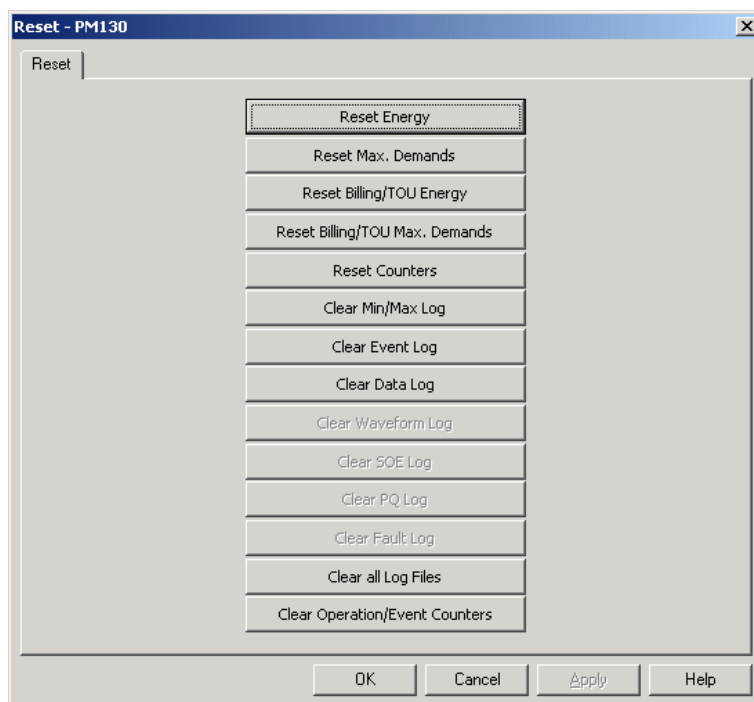 Reset - PM130
Reset
Reset Energy
Reset Max. Demands
Reset Billing/TOU Energy
Reset Billing/TOU Max. Demands
Reset Counters
Clear Min/Max Log
Clear Event Log
Clear Data Log
Clear Waveform Log
Clear SOE Log
Clear PQ Log
Clear Fault Log
Clear all Log Files
Clear Operation/Event Counters
OK Cancel Apply Help